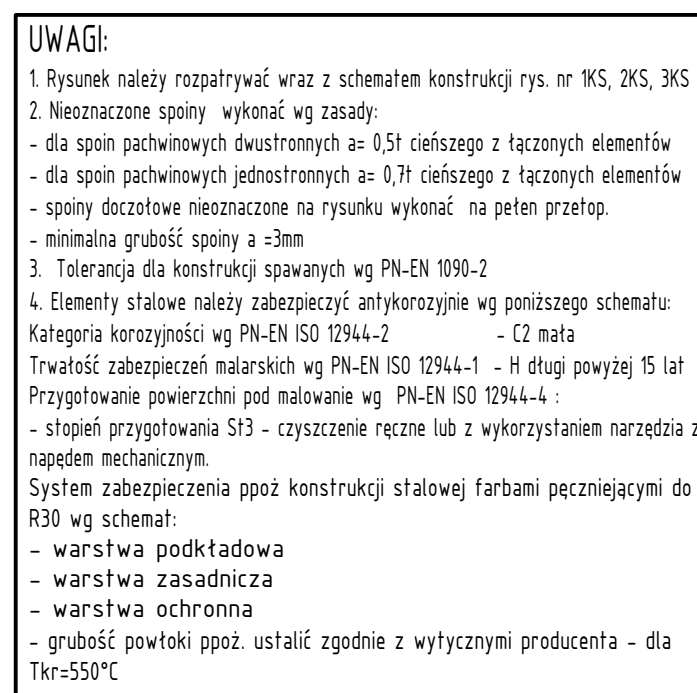 UWAGI:
1. Rysunek należy rozpatrywać wraz z schematem konstrukcji rys. nr 1KS, 2KS, 3KS
2. Nieoznaczone spoiny wykonać wg zasady:
- dla spoin pachwinowych dwustronnych a= 0,5t cieńszego z łączonych elementów
- dla spoin pachwinowych jednostronnych a= 0,7t cieńszego z łączonych elementów
- spoiny doczołowe nieoznaczone na rysunku wykonać na pełen przetop.
- minimalna grubość spoiny a =3mm
3. Tolerancja dla konstrukcji spawanych wg PN-EN 1090-2
4. Elementy stalowe należy zabezpieczyć antykorozyjnie wg poniższego schematu:
Kategoria korozyjności wg PN-EN ISO 12944-2 - C2 mała
Trwałość zabezpieczeń malarskich wg PN-EN ISO 12944-1 - H długi powyżej 15 lat
Przygotowanie powierzchni pod malowanie wg PN-EN ISO 12944-4 :
- stopień przygotowania St3 - czyszczenie ręczne lub z wykorzystaniem narzędzia z
napędem mechanicznym.
System zabezpieczenia ppoż konstrukcji stalowej farbami pęczniejącymi do
R30 wg schemat:
- warstwa podkładowa
- warstwa zasadnicza
- warstwa ochronna
- grubość powłoki ppoż. ustalić zgodnie z wytycznymi producenta - dla
Tkr=550°C